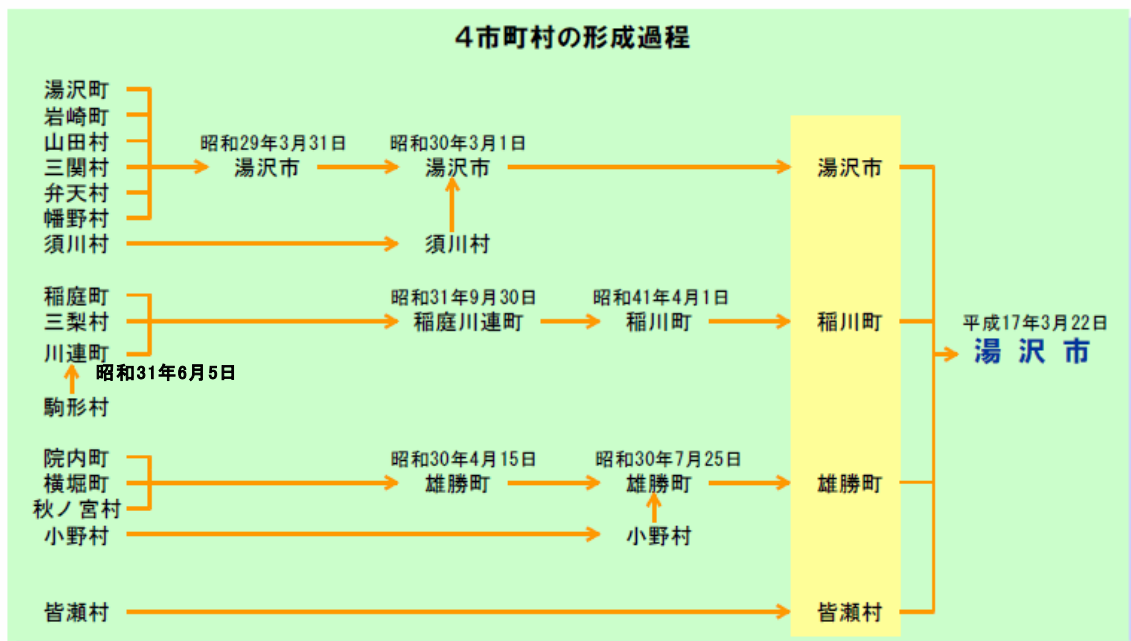 4市町村の形成過程
湯沢町
岩崎町
山田村
三関村
弁天村
幡野村
須川村
昭和29年3月31日
湯沢市
昭和30年3月1日
湯沢市
須川村
湯沢市
稲庭町
三梨村
川連町
昭和31年6月5日
駒形村
昭和31年9月30日
稲庭川連町
昭和41年4月1日
稲川町
稲川町
平成17年3月22日
湯沢市
院内町
横堀町
秋ノ宮村
小野村
昭和30年4月15日
雄勝町
昭和30年7月25日
雄勝町
小野村
雄勝町
皆瀬村
皆瀬村